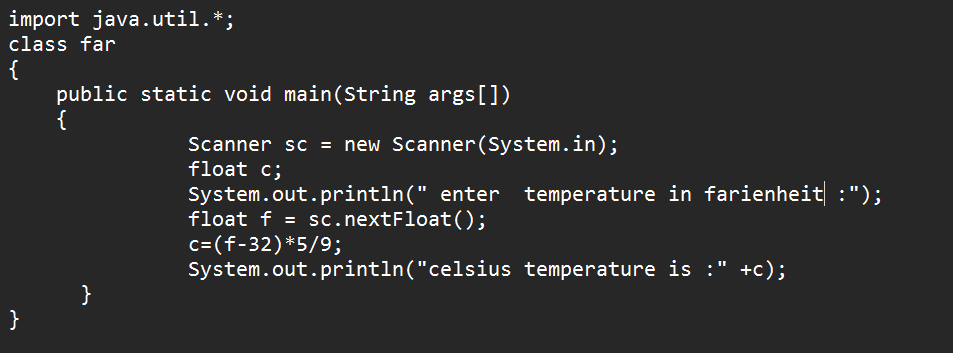 import java.util.*;
class far
{
    public static void main(String args[])
    {
           Scanner sc = new Scanner(System.in);
           float c;
           System.out.println(" enter  temperature in farienheit :");
           float f = sc.nextFloat();
           c=(f-32)*5/9;
           System.out.println("celsius temperature is :" +c);
      }
}